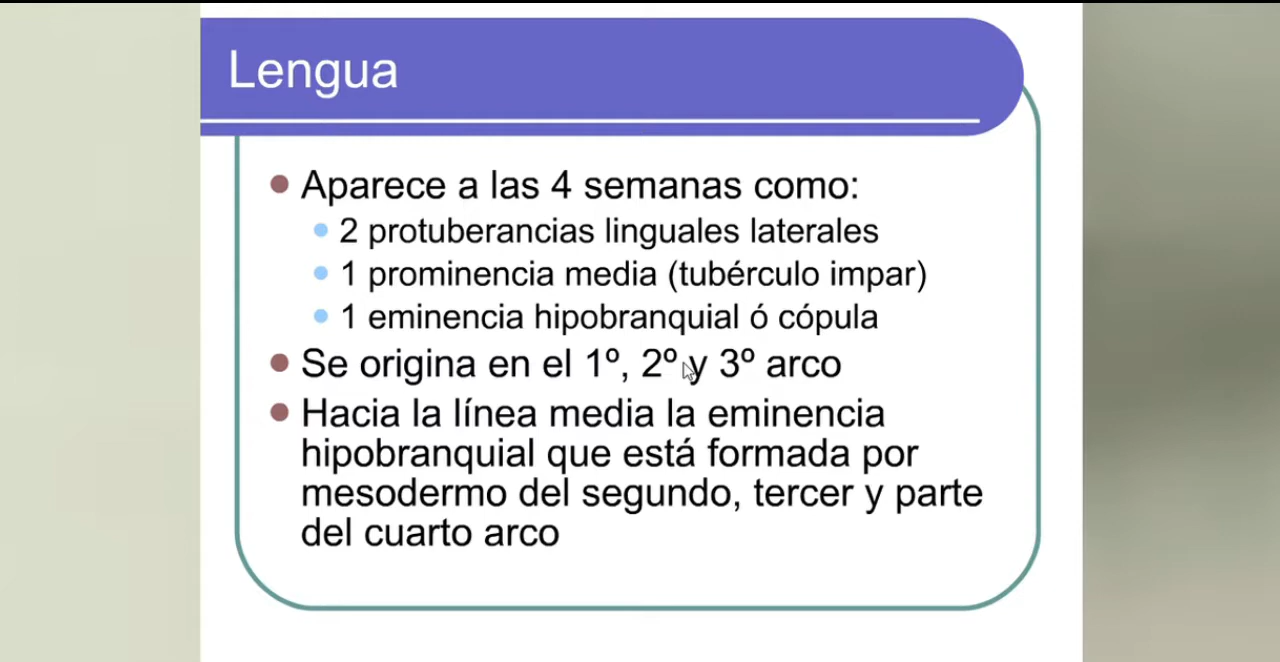 Lengua
Aparece a las 4 semanas como:
2 protuberancias linguales laterales
1 prominencia media (tubérculo impar)
1 eminencia hipobranquial ó cópula
Se origina en el 1º, 2º y 3º arco
Hacia la línea media la eminencia
hipobranquial que está formada por
mesodermo del segundo, tercer y parte
del cuarto arco